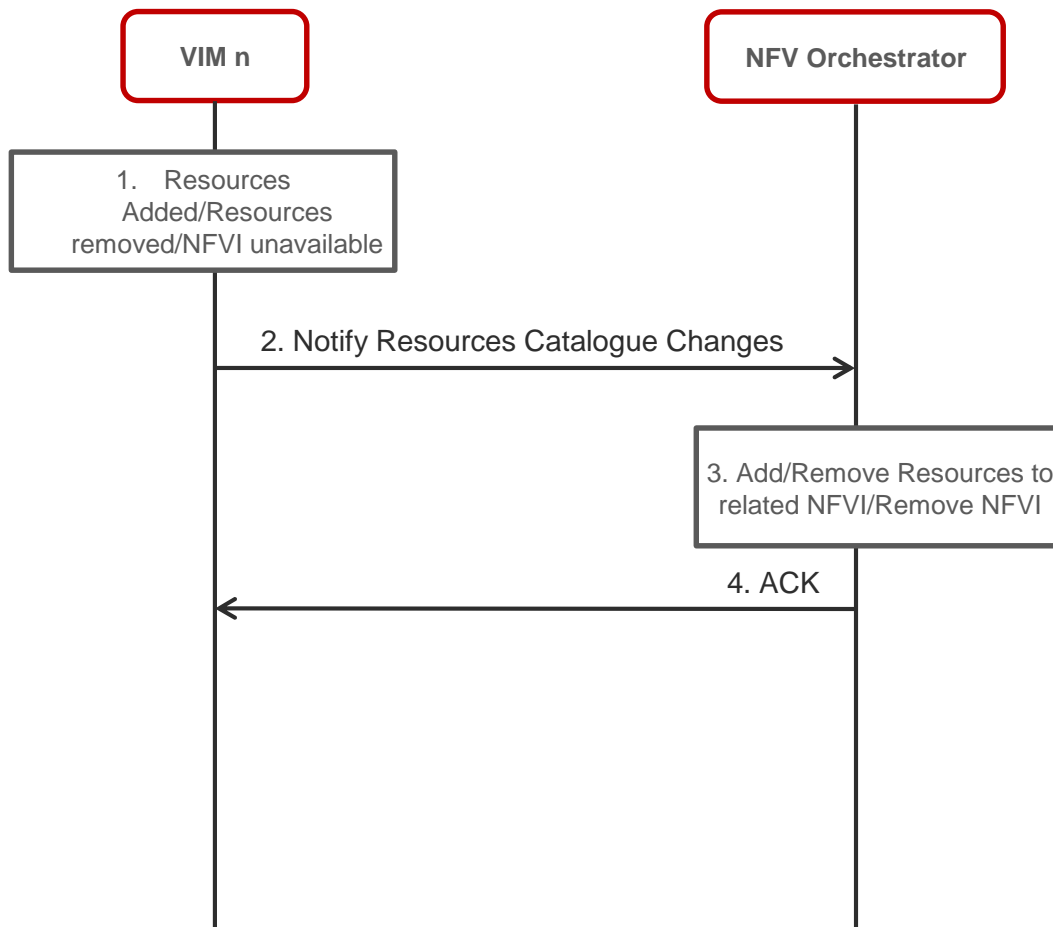 VIM n
NFV Orchestrator
1. Resources
Added/Resources
removed/NFVI unavailable
2. Notify Resources Catalogue Changes
3. Add/Remove Resources to
related NFVI/Remove NFVI
4. ACK